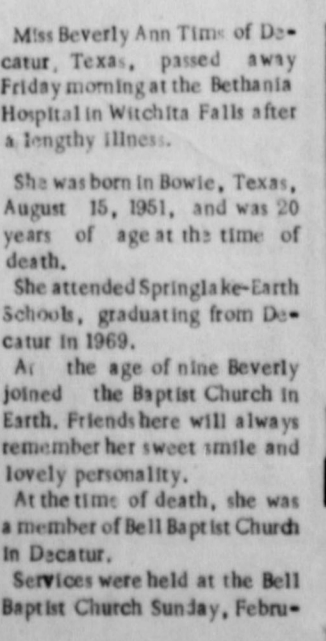 Miss Beverly Ann Tims of De-
catur, Texas, passed away
Friday morning at the Bethania
Hospital in Witchita Falls after
a lengthy illness.
She was born in Bowie, Texas,
August 15, 1951, and was 20
years of age at the time of
death.
She attended Springlake-Earth
Schools, graduating from De-
catur in 1969.
At the age of nine Beverly
joined the Baptist Church in
Earth. Friends here will always
remember her sweet smile and
lovely personality.
At the time of death, she was
a member of Bell Baptist Church
in Decatur.
Services were held at the Bell
Baptist Church Sunday, Febru-